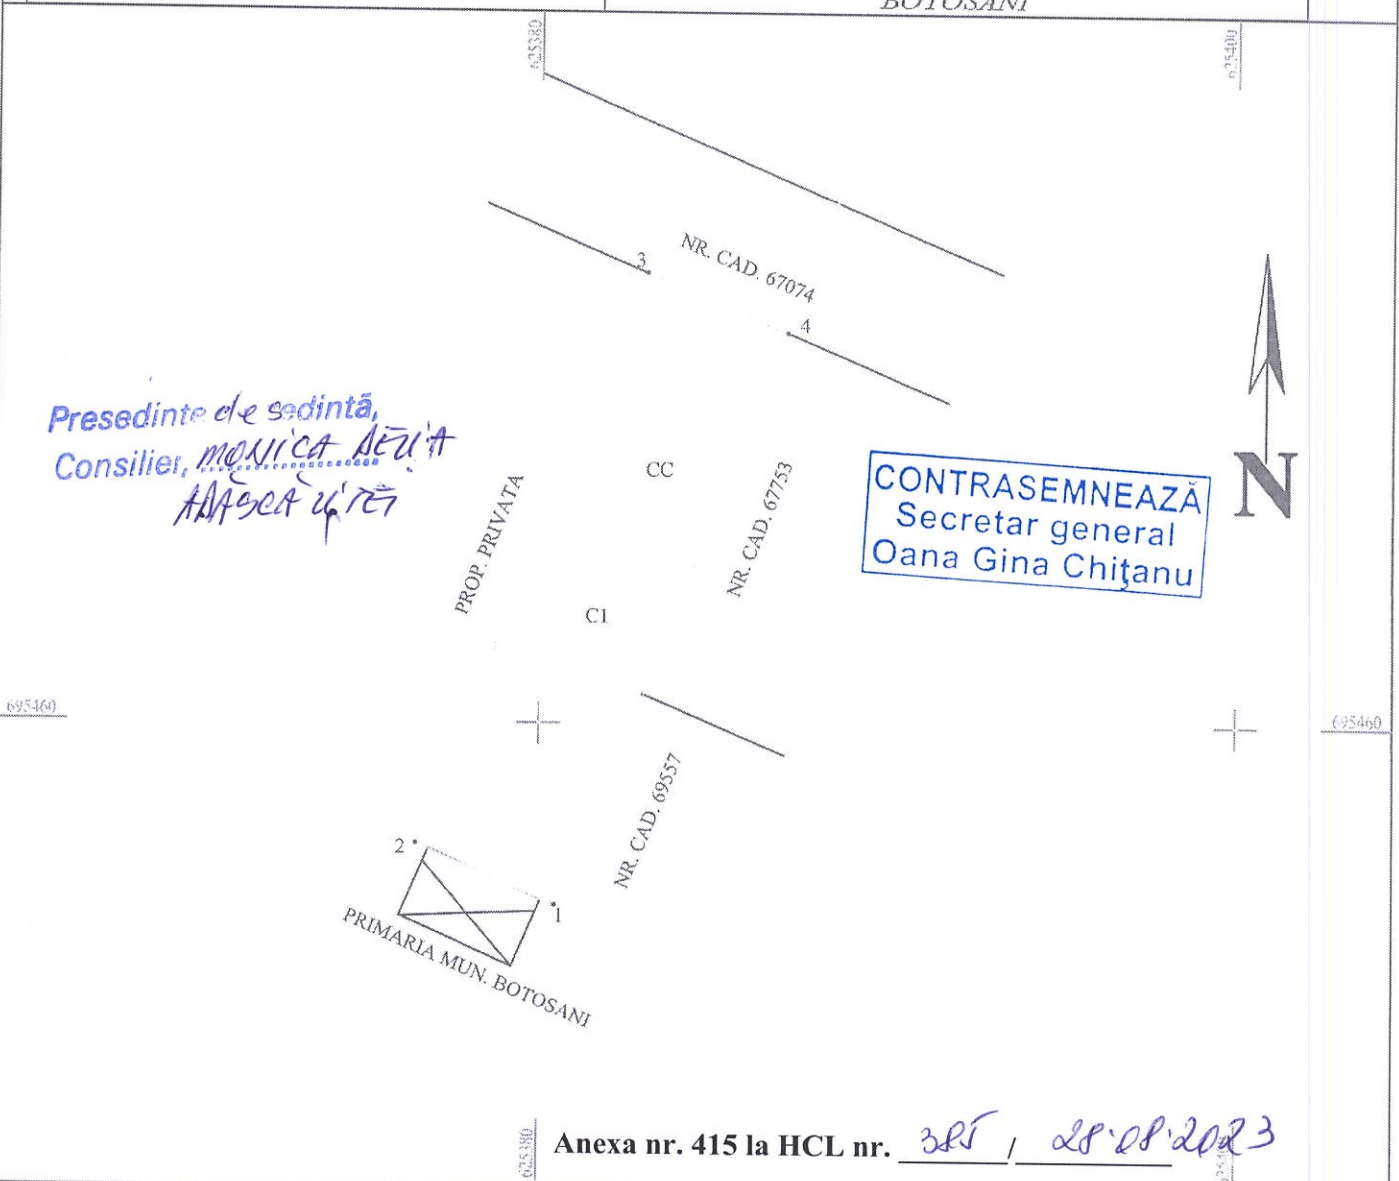 BOTOSANI
625380
625400
NR. CAD. 67074
3
4
Presedinte de sedintă,
Consilier, MONICA
CC
PROP. PRIVATA
NR. CAD. 67753
CONTRASEMNEAZĂ
Secretar general
Oana Gina Chiţanu
N
C1
695460
695460
NR. CAD. 69557
2
1
PRIMARIA MUN. BOTOSANI
625380
Anexa nr. 415 la HCL nr. 385 / 28.08.2023